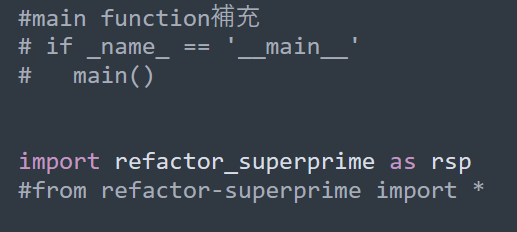 #main function補充
# if _name_ == '__main__'
#   main()
import refactor_superprime as rsp
#from refactor-superprime import *